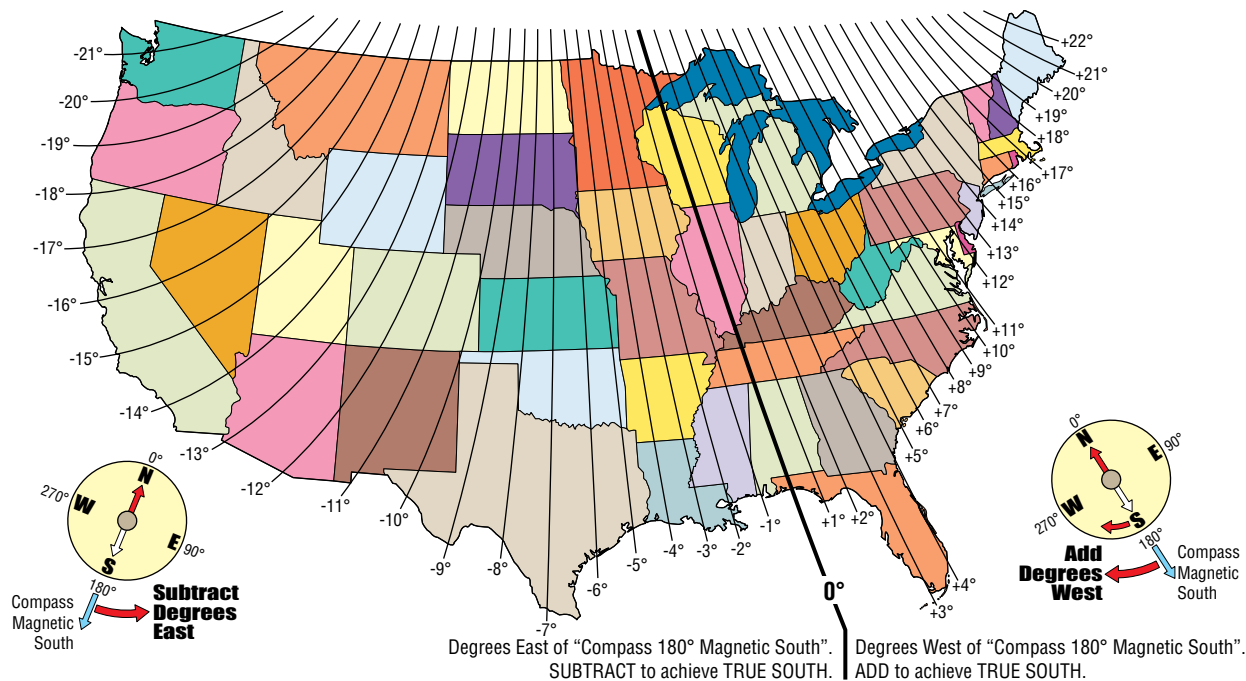 -21°
-20°
-19°
-18°
-17°
-16°
-15°
-14°
-13°
-12°
-11°
-10°
-9°
-8°
-7°
-6°
-5°
-4°
-3°
-2°
-1°
0°
+1°
+2°
+3°
+4°
+5°
+6°
+7°
+8°
+9°
+10°
+11°
+12°
+13°
+14°
+15°
+16°
+17°
+18°
+19°
+20°
+21°
+22°
0°
N
270°
W
E
90°
S
180°
Compass
Magnetic
South
Subtract
Degrees
East
0°
N
90°
E
W
270°
S
180°
Add
Degrees
West
Compass
Magnetic
South
Degrees East of “Compass 180° Magnetic South”.
SUBTRACT to achieve TRUE SOUTH.
Degrees West of “Compass 180° Magnetic South”.
ADD to achieve TRUE SOUTH.